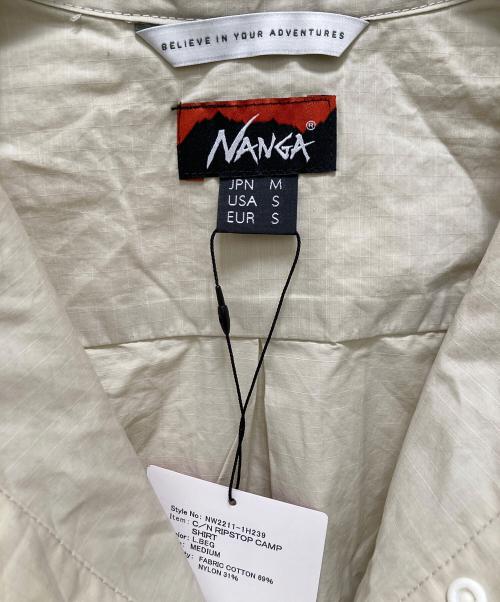 BELIEVE IN YOUR ADVENTURES
NANGA®
JPN M
USA S
EUR S
Style No: NW2211-1H239
Item: C/N RIPSTOP CAMP
SHIRT
L.BEG
MEDIUM
FABRIC COTTON 69%
NYLON 31%